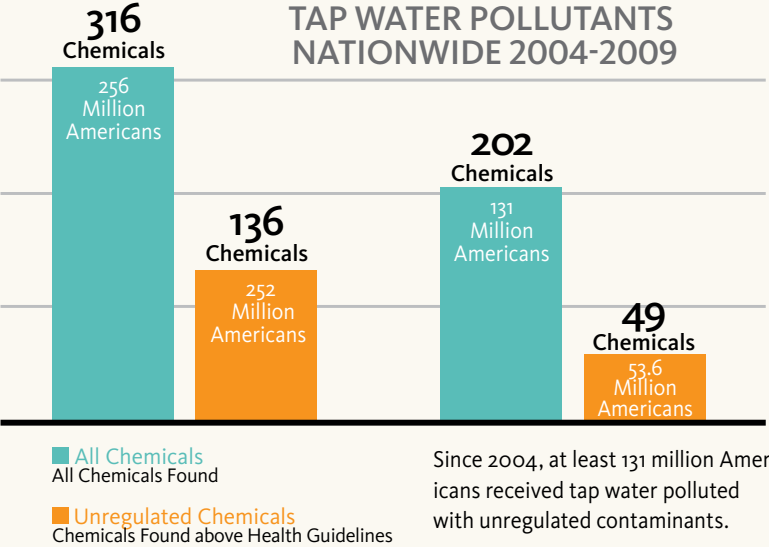 TAP WATER POLLUTANTS
NATIONWIDE 2004-2009
316
Chemicals
256
Million
Americans
136
Chemicals
252
Million
Americans
202
Chemicals
131
Million
Americans
49
Chemicals
53.6
Million
Americans
All Chemicals
All Chemicals Found
Unregulated Chemicals
Chemicals Found above Health Guidelines
Since 2004, at least 131 million Amer
icans received tap water polluted
with unregulated contaminants.